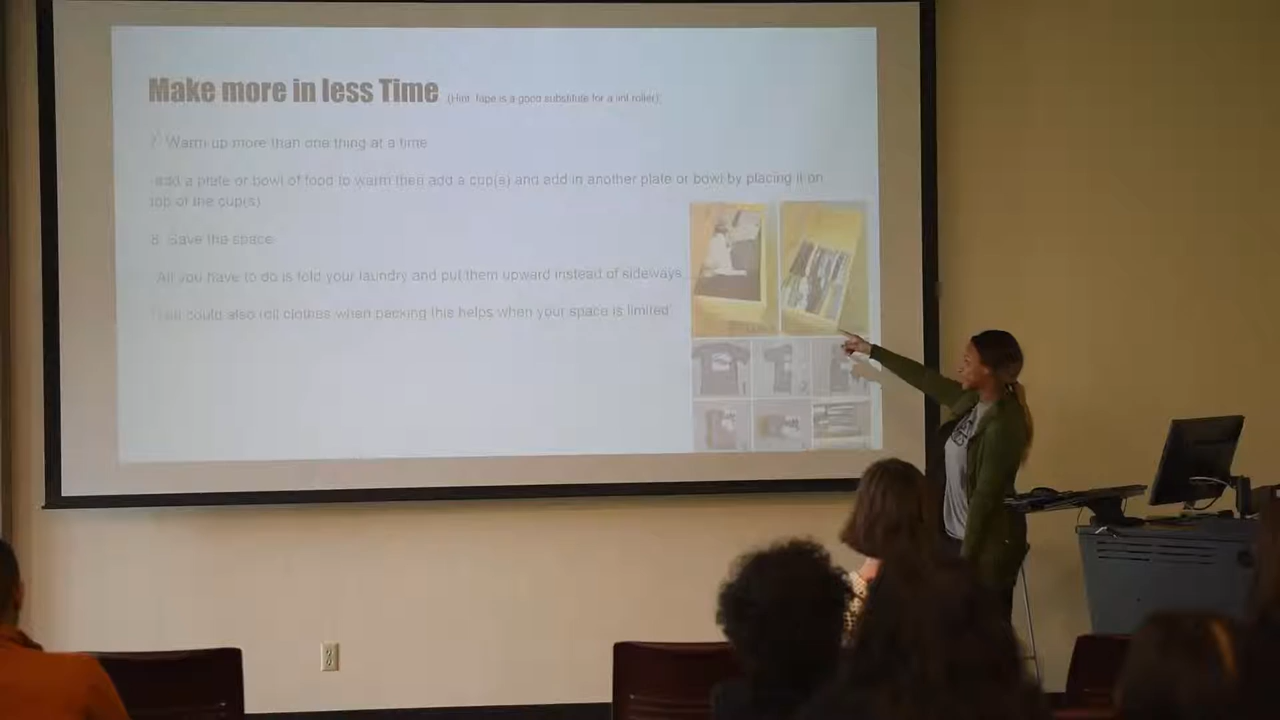 Make more in less Time (Hint: Tape is a good substitute for a lint roller)
7. Warm up more than one thing at a time
-add a plate or bowl of food to warm then add a cup(s) and add in another plate or bowl by placing it on
top of the cup(s)
8. Save the space
All you have to do is fold your laundry and put them upward instead of sideways
You could also roll clothes when packing this helps when your space is limited